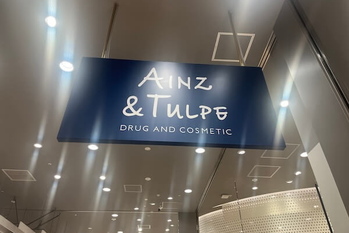 AINZ
& TULPE
DRUG AND COSMETIC